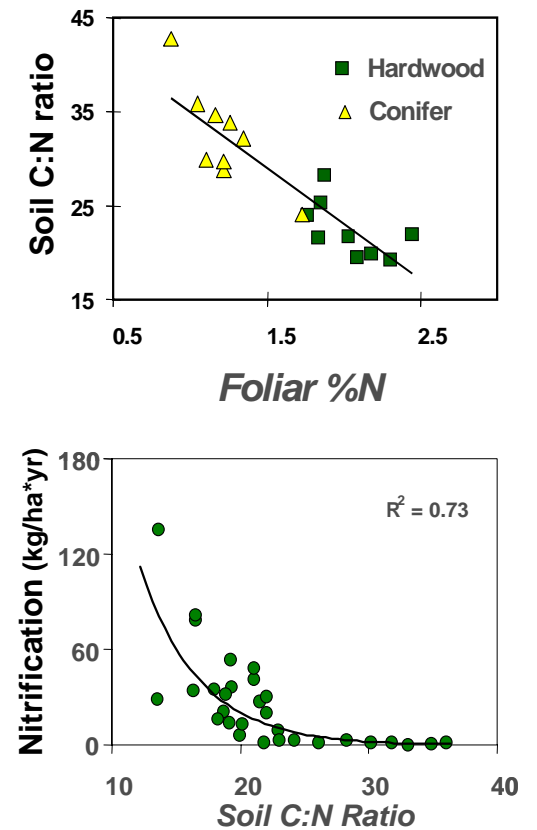 45
35
25
15
Soil C:N ratio
Hardwood
Conifer
0.5 1.5 2.5
Foliar %N
180
120
60
0
Nitrification (kg/ha*yr)
R² = 0.73
10 20 30 40
Soil C:N Ratio